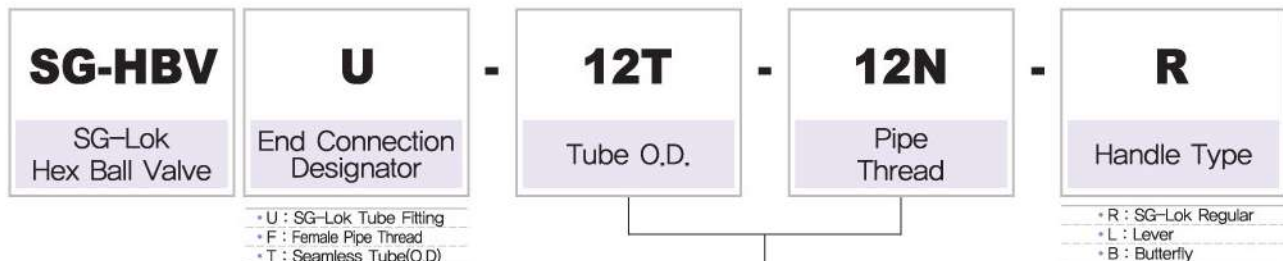 SG-HBV U - 12T - 12N - R
SG-Lok
Hex Ball Valve
End Connection
Designator
Tube O.D.
Pipe
Thread
Handle Type
• U : SG-Lok Tube Fitting
• F : Female Pipe Thread
• T : Seamless Tube(O.D)
• R : SG-Lok Regular
• L : Lever
• B : Butterfly